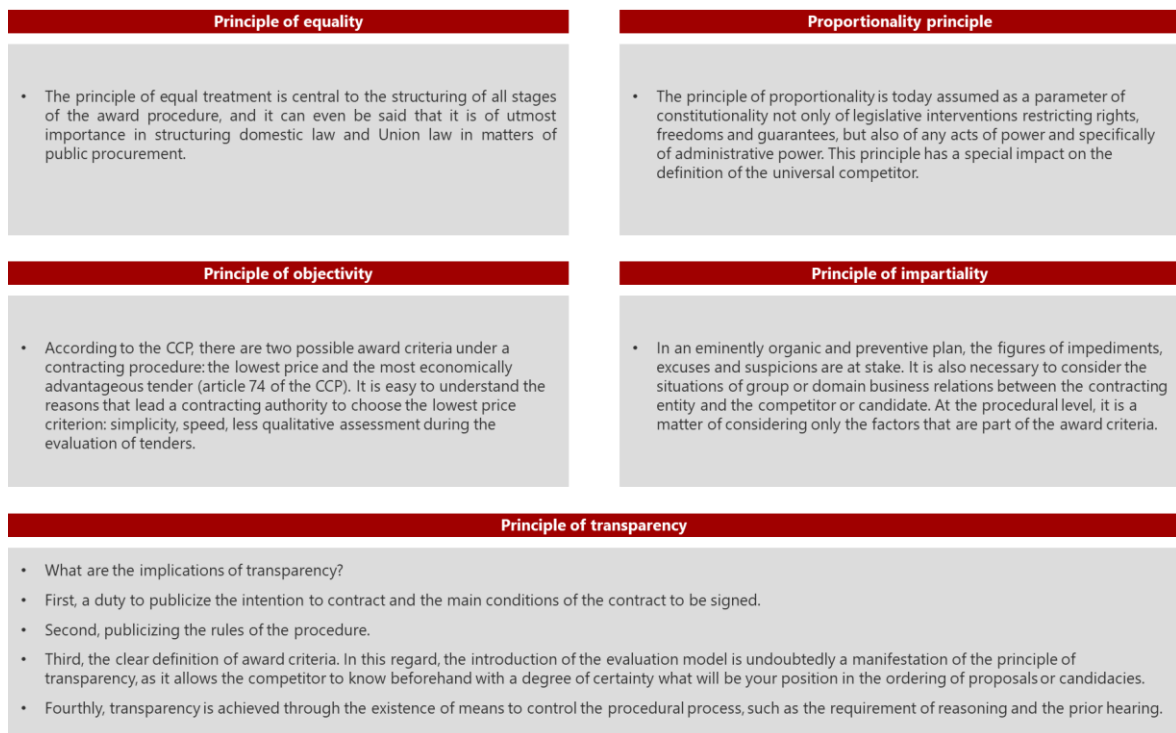 Principle of equality
• The principle of equal treatment is central to the structuring of all stages
of the award procedure, and it can even be said that it is of utmost
importance in structuring domestic law and Union law in matters of
public procurement.
Proportionality principle
• The principle of proportionality is today assumed as a parameter of
constitutionality not only of legislative interventions restricting rights,
freedoms and guarantees, but also of any acts of power and specifically
of administrative power. This principle has a special impact on the
definition of the universal competitor.
Principle of objectivity
• According to the CCP, there are two possible award criteria under a
contracting procedure: the lowest price and the most economically
advantageous tender (article 74 of the CCP). It is easy to understand the
reasons that lead a contracting authority to choose the lowest price
criterion: simplicity, speed, less qualitative assessment during the
evaluation of tenders.
Principle of impartiality
• In an eminently organic and preventive plan, the figures of impediments,
excuses and suspicions are at stake. It is also necessary to consider the
situations of group or domain business relations between the contracting
entity and the competitor or candidate. At the procedural level, it is a
matter of considering only the factors that are part of the award criteria.
Principle of transparency
• What are the implications of transparency?
• First, a duty to publicize the intention to contract and the main conditions of the contract to be signed.
• Second, publicizing the rules of the procedure.
• Third, the clear definition of award criteria. In this regard, the introduction of the evaluation model is undoubtedly a manifestation of the principle of
transparency, as it allows the competitor to know beforehand with a degree of certainty what will be your position in the ordering of proposals or candidacies.
• Fourthly, transparency is achieved through the existence of means to control the procedural process, such as the requirement of reasoning and the prior hearing.